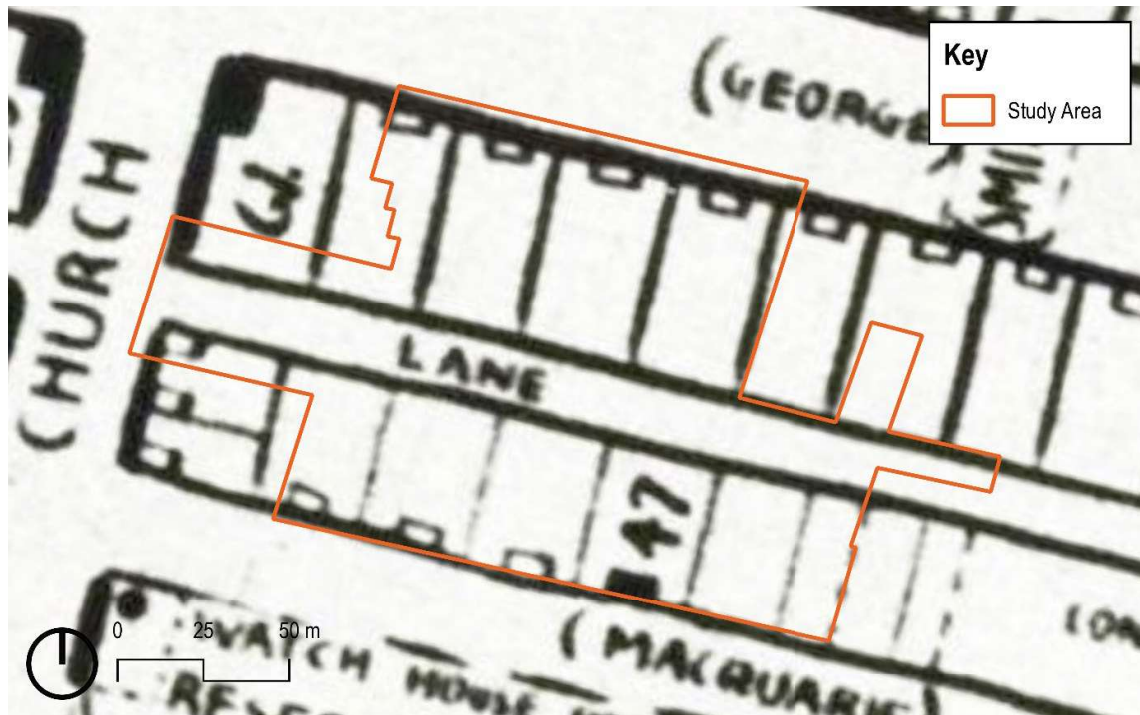 (GEORGE)
Key
Study Area
(CHURCH
LANE
47
0 25 50 m
WATCH HOUSE
(MACQUARIE)